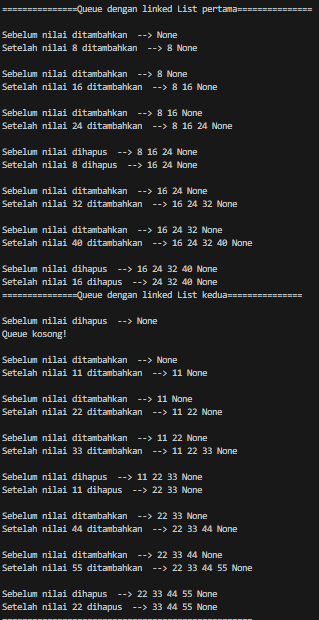 ===============Queue dengan linked List pertama===============
Sebelum nilai ditambahkan --> None
Setelah nilai 8 ditambahkan --> 8 None
Sebelum nilai ditambahkan --> 8 None
Setelah nilai 16 ditambahkan --> 8 16 None
Sebelum nilai ditambahkan --> 8 16 None
Setelah nilai 24 ditambahkan --> 8 16 24 None
Sebelum nilai dihapus --> 8 16 24 None
Setelah nilai 8 dihapus --> 16 24 None
Sebelum nilai ditambahkan --> 16 24 None
Setelah nilai 32 ditambahkan --> 16 24 32 None
Sebelum nilai ditambahkan --> 16 24 32 None
Setelah nilai 40 ditambahkan --> 16 24 32 40 None
Sebelum nilai dihapus --> 16 24 32 40 None
Setelah nilai 16 dihapus --> 24 32 40 None
===============Queue dengan linked List kedua===============
Sebelum nilai dihapus --> None
Queue kosong!
Sebelum nilai ditambahkan --> None
Setelah nilai 11 ditambahkan --> 11 None
Sebelum nilai ditambahkan --> 11 None
Setelah nilai 22 ditambahkan --> 11 22 None
Sebelum nilai ditambahkan --> 11 22 None
Setelah nilai 33 ditambahkan --> 11 22 33 None
Sebelum nilai dihapus --> 11 22 33 None
Setelah nilai 11 dihapus --> 22 33 None
Sebelum nilai ditambahkan --> 22 33 None
Setelah nilai 44 ditambahkan --> 22 33 44 None
Sebelum nilai ditambahkan --> 22 33 44 None
Setelah nilai 55 ditambahkan --> 22 33 44 55 None
Sebelum nilai dihapus --> 22 33 44 55 None
Setelah nilai 22 dihapus --> 33 44 55 None
==================================================